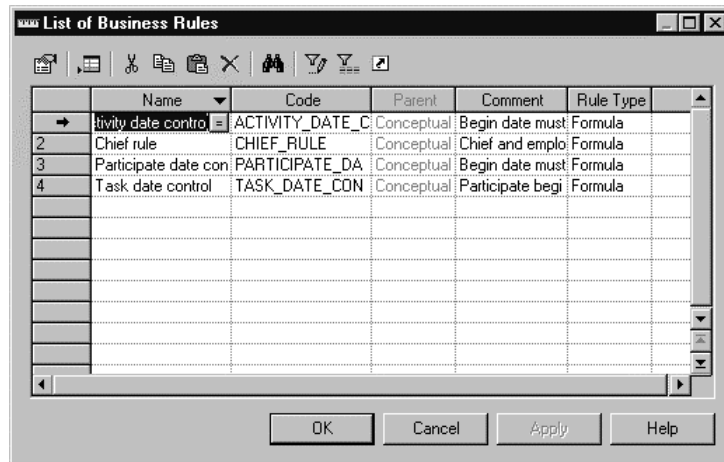 List of Business Rules
Name Code Parent Comment Rule Type
tivity date contro = ACTIVITY_DATE_C Conceptual Begin date must Formula
2 Chief rule CHIEF_RULE Conceptual Chief and emplo Formula
3 Participate date con PARTICIPATE_DA Conceptual Begin date must Formula
4 Task date control TASK_DATE_CON Conceptual Participate begi Formula
OK Cancel Apply Help